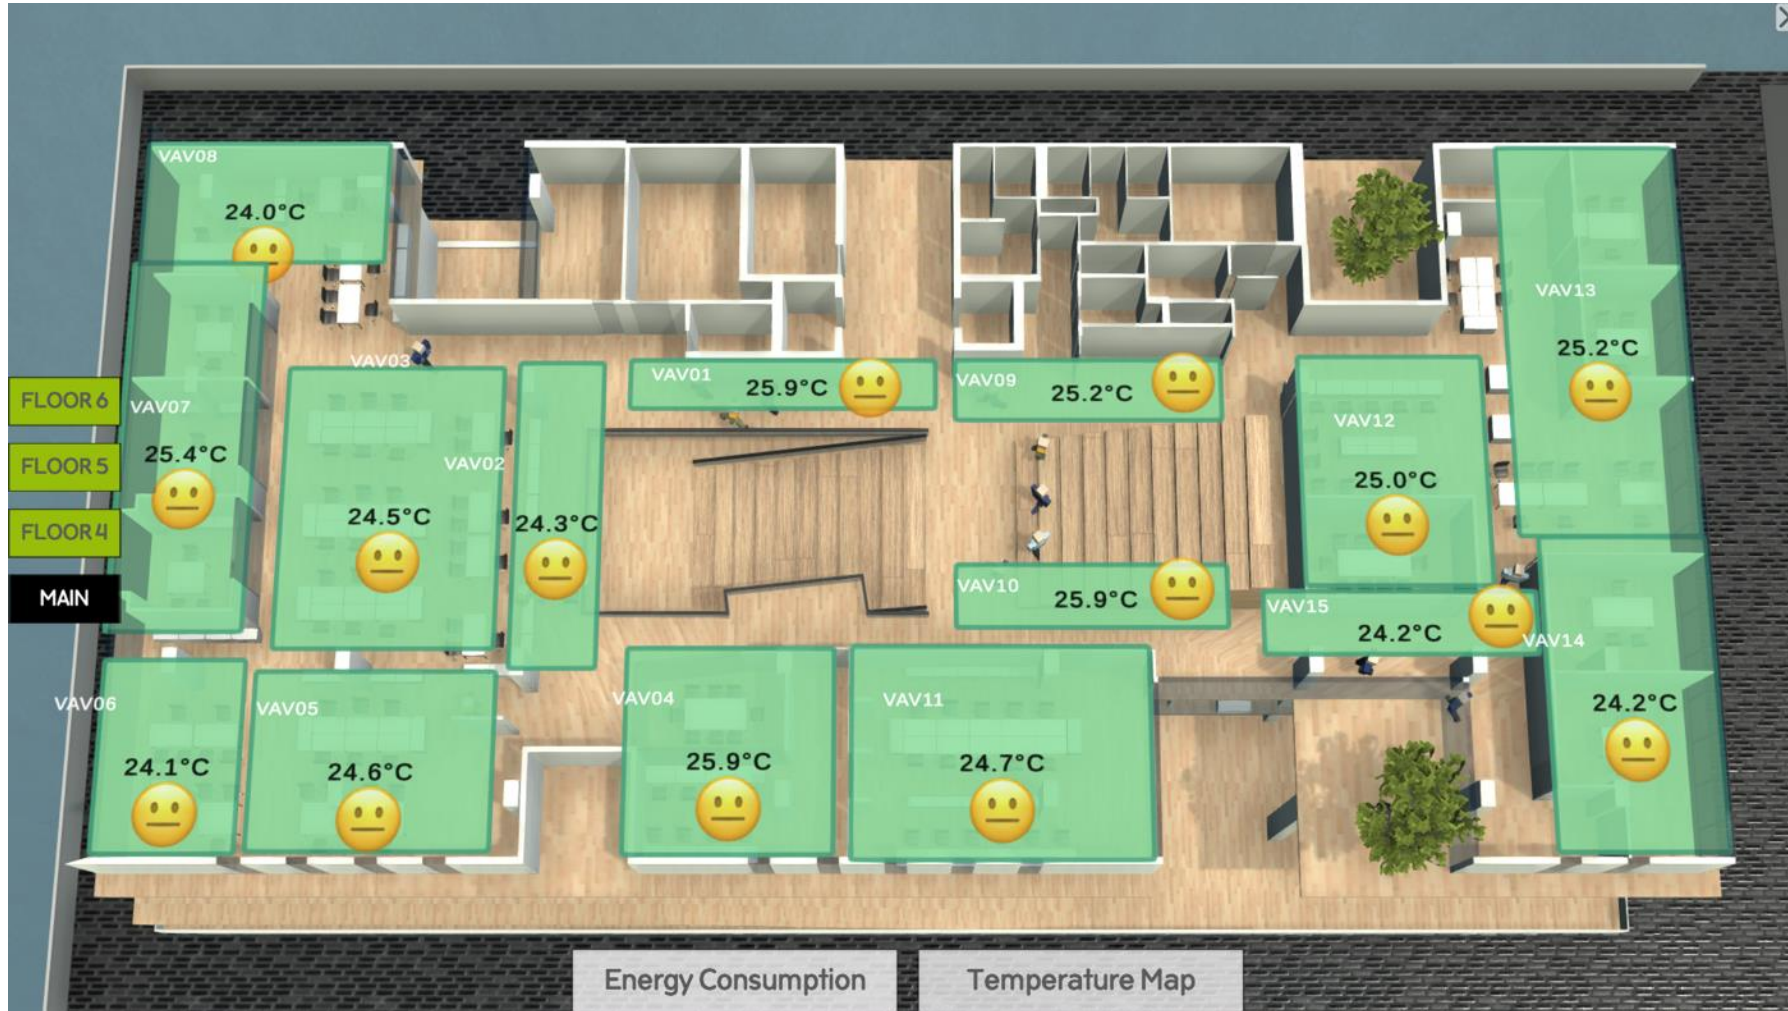 VAV08
24.0°C
VAV13
25.2°C
VAV03
VAV01
25.9°C
VAV09
25.2°C
FLOOR 6
VAV07
25.4°C
VAV12
25.0°C
FLOOR 5
VAV02
24.3°C
24.5°C
FLOOR 4
MAIN
VAV10
25.9°C
VAV15
24.2°C
VAV14
24.2°C
VAV06
24.1°C
VAV05
24.6°C
VAV04
25.9°C
VAV11
24.7°C
Energy Consumption
Temperature Map